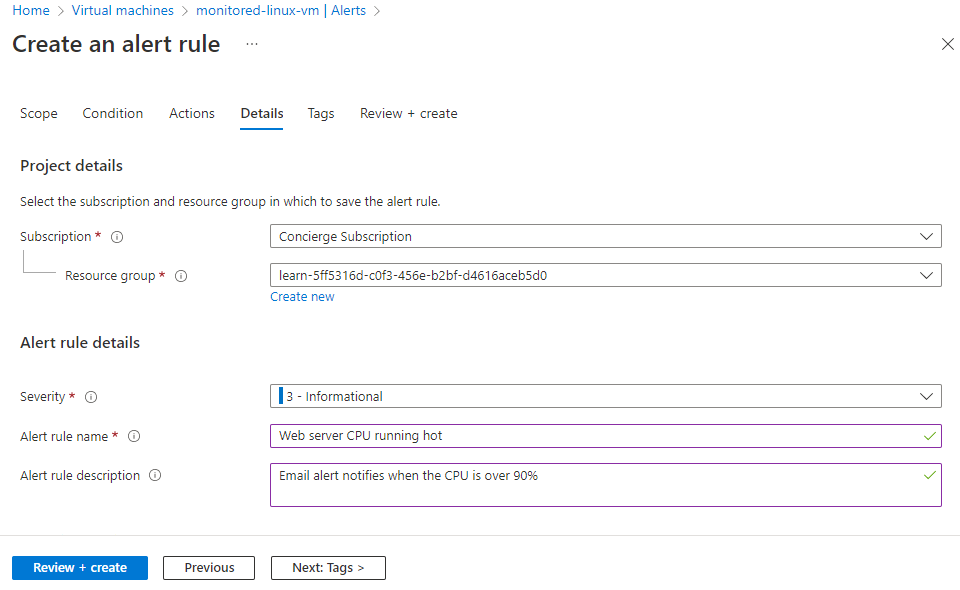 Home > Virtual machines > monitored-linux-vm | Alerts >
Create an alert rule ...
Scope Condition Actions Details Tags Review + create
Project details
Select the subscription and resource group in which to save the alert rule.
Subscription * Concierge Subscription
Resource group * learn-5ff5316d-c0f3-456e-b2bf-d4616aceb5d0
Create new
Alert rule details
Severity * 3 - Informational
Alert rule name * Web server CPU running hot
Alert rule description Email alert notifies when the CPU is over 90%
Review + create Previous Next: Tags >